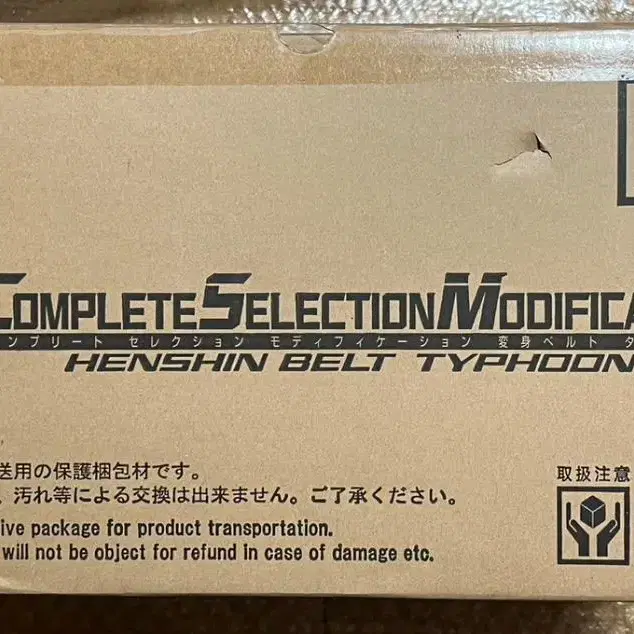 COMPLETE SELECTION MODIFICA
ンプリート セレクション モディフィケーション 変身ベルト タ
HENSHIN BELT TYPHOON
送用の保護梱包材です。
、汚れ等による交換は出来ません。ご了承ください。
取扱注意
ive package for product transportation.
will not be object for refund in case of damage etc.